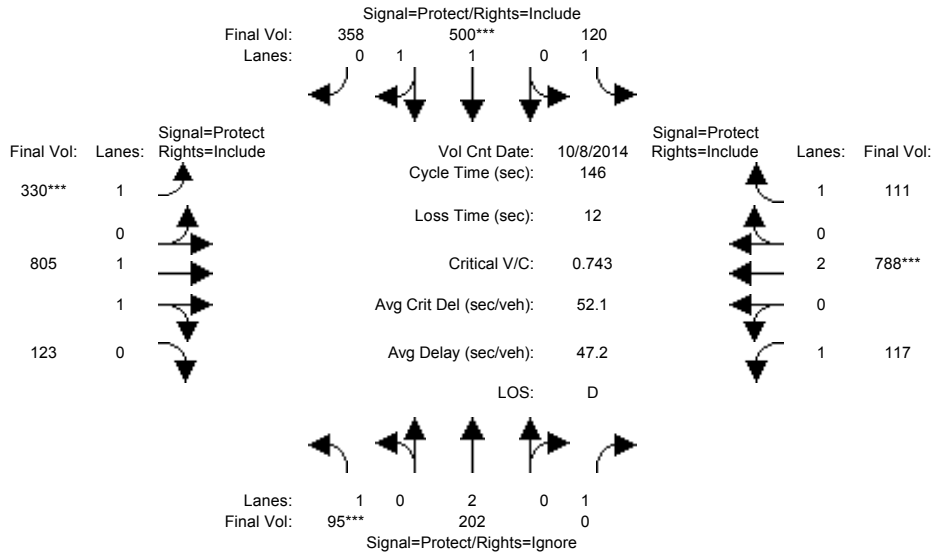 Signal=Protect/Rights=Include
Final Vol: 358 500*** 120
Lanes: 0 1 1 0 1
Signal=Protect Signal=Protect
Final Vol: Lanes: Rights=Include Vol Cnt Date: 10/8/2014 Rights=Include Lanes: Final Vol:
Cycle Time (sec): 146
330*** 1 1 111
Loss Time (sec): 12
0 0
805 1 Critical V/C: 0.743 2 788***
1 Avg Crit Del (sec/veh): 52.1 0
123 0 Avg Delay (sec/veh): 47.2 1 117
LOS: D
Lanes: 1 0 2 0 1
Final Vol: 95*** 202 0
Signal=Protect/Rights=Ignore